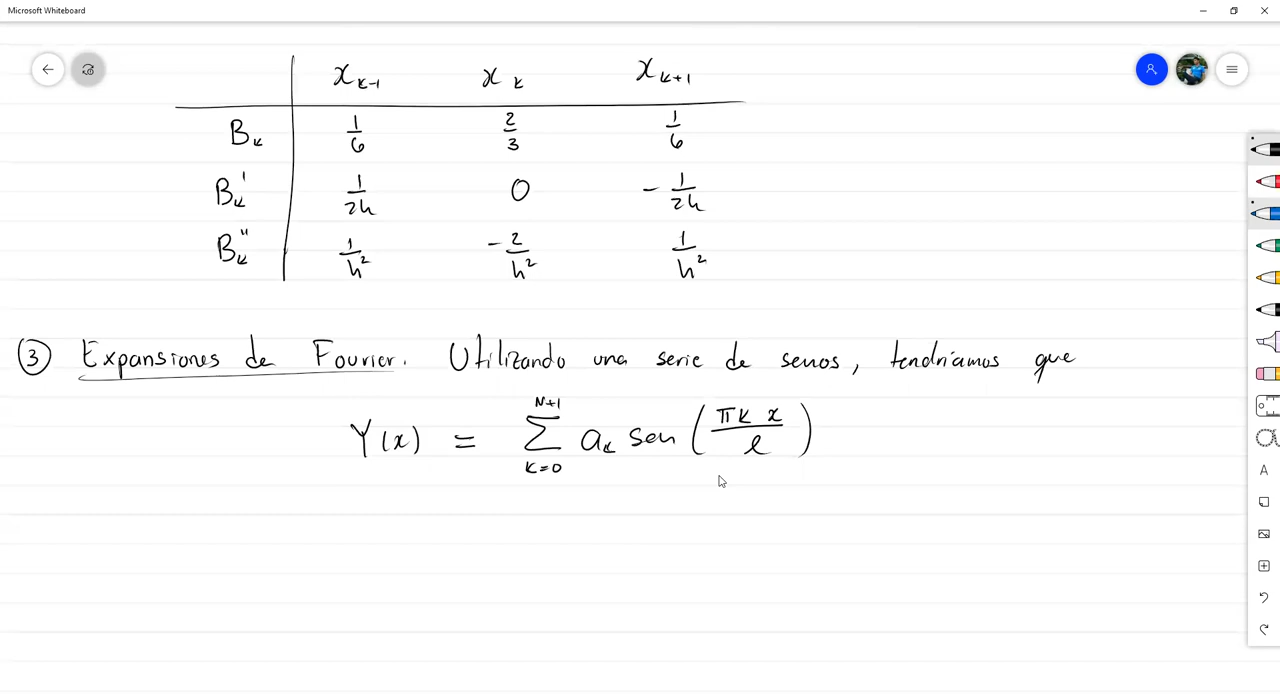 Microsoft Whiteboard
x_{k-1} x_k x_{k+1}
B_k 1/6 2/3 1/6
B_k' 1/2h 0 -1/2h
B_k'' 1/h² -2/h² 1/h²
③ Expansiones de Fourier. Utilizando una serie de senos, tendríamos que
Y(x) = \sum_{k=0}^{N+1} a_k sen(πk x / l)
A